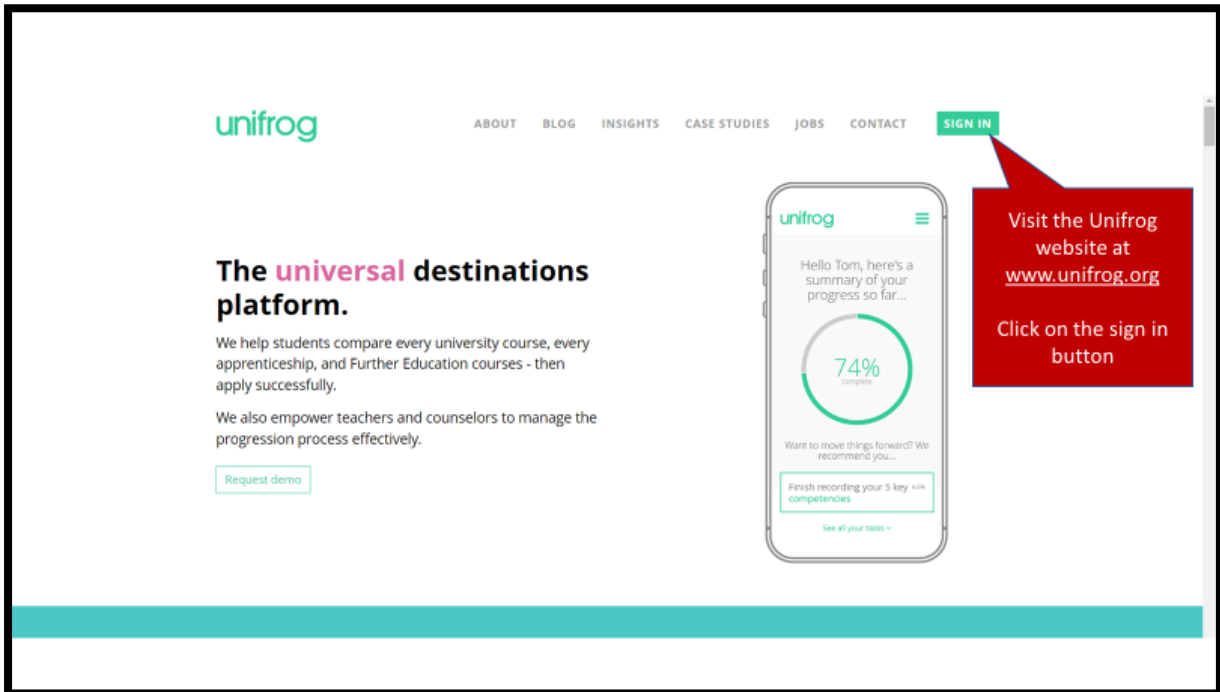 unifrog
ABOUT BLOG INSIGHTS CASE STUDIES JOBS CONTACT SIGN IN
The universal destinations
platform.
We help students compare every university course, every
apprenticeship, and Further Education courses - then
apply successfully.
We also empower teachers and counselors to manage the
progression process effectively.
Request demo
unifrog
Hello Tom, here's a
summary of your
progress so far...
74%
complete
Want to move things forward? We
recommend you...
Finish recording your 5 key
competencies
See all your tasks
Visit the Unifrog
website at
www.unifrog.org
Click on the sign in
button